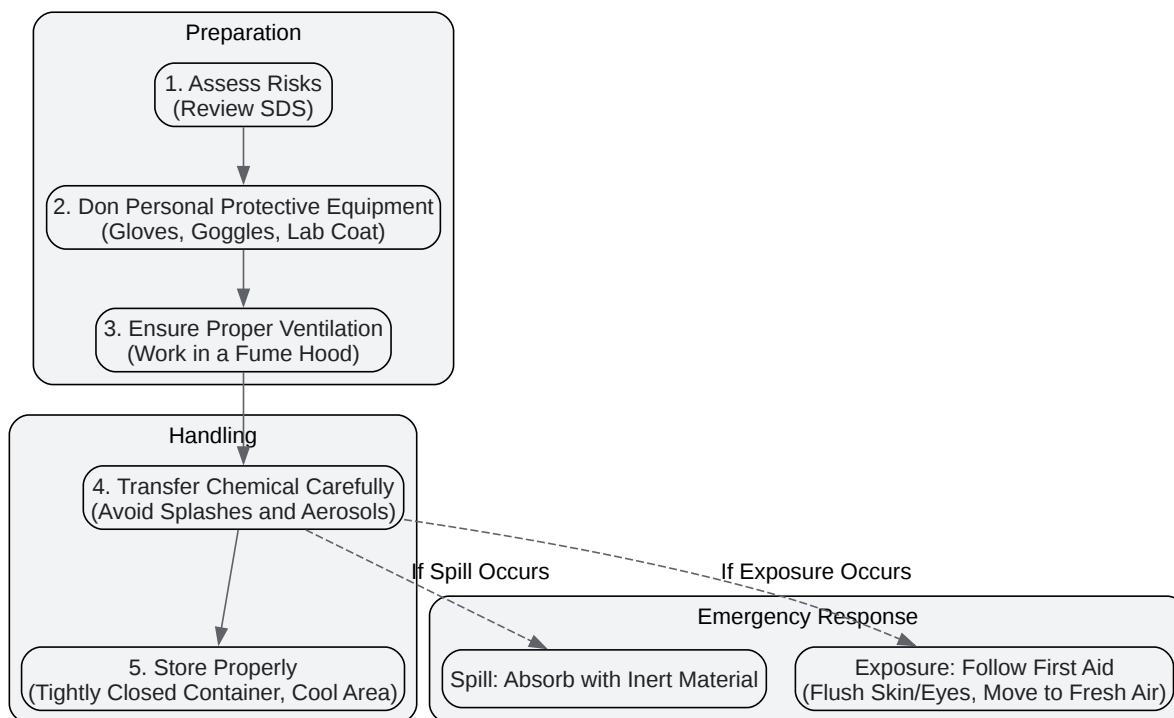 Preparation
1. Assess Risks
(Review SDS)
2. Don Personal Protective Equipment
(Gloves, Goggles, Lab Coat)
3. Ensure Proper Ventilation
(Work in a Fume Hood)
Handling
4. Transfer Chemical Carefully
(Avoid Splashes and Aerosols)
If Spill Occurs
If Exposure Occurs
Emergency Response
5. Store Properly
(Tightly Closed Container, Cool Area)
Spill: Absorb with Inert Material
Exposure: Follow First Aid
(Flush Skin/Eyes, Move to Fresh Air)